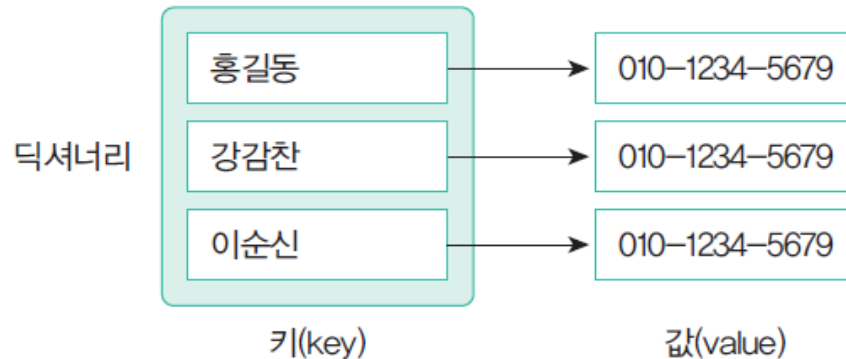 홍길동 010-1234-5679
딕셔너리 강감찬 010-1234-5679
이순신 010-1234-5679
키(key) 값(value)